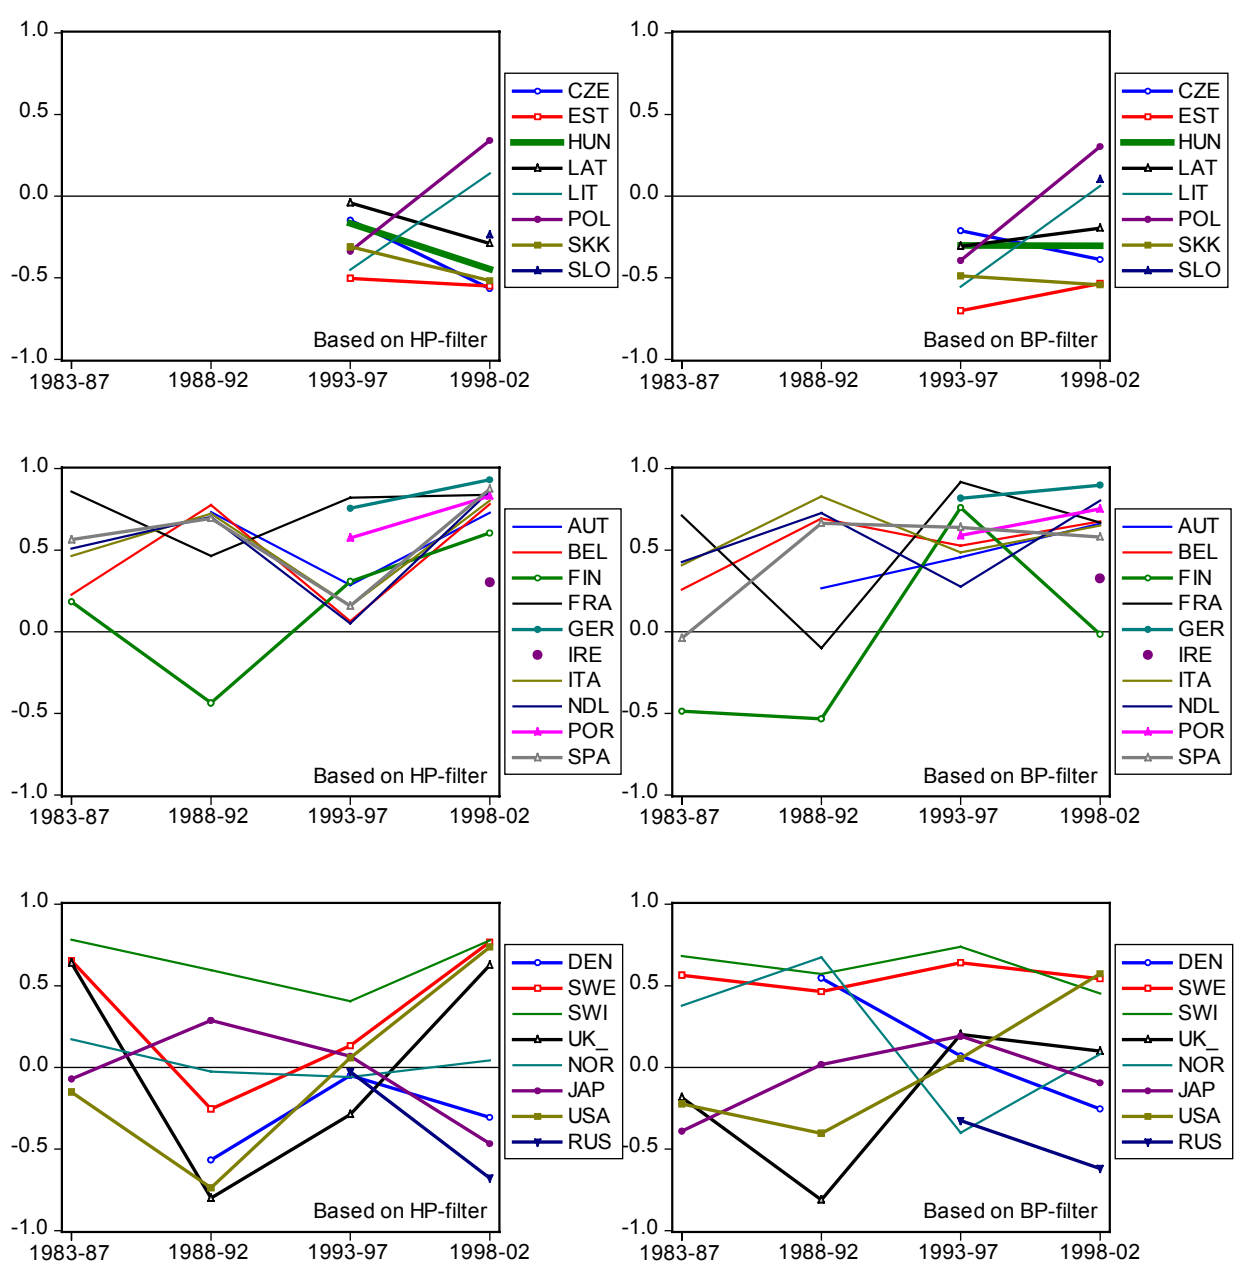 1.0
0.5
0.0
-0.5
-1.0
1983-87 1988-92 1993-97 1998-02
Based on HP-filter
CZE
EST
HUN
LAT
LIT
POL
SKK
SLO
1.0
0.5
0.0
-0.5
-1.0
1983-87 1988-92 1993-97 1998-02
Based on BP-filter
CZE
EST
HUN
LAT
LIT
POL
SKK
SLO
1.0
0.5
0.0
-0.5
-1.0
1983-87 1988-92 1993-97 1998-02
Based on HP-filter
AUT
BEL
FIN
FRA
GER
IRE
ITA
NDL
POR
SPA
1.0
0.5
0.0
-0.5
-1.0
1983-87 1988-92 1993-97 1998-02
Based on BP-filter
AUT
BEL
FIN
FRA
GER
IRE
ITA
NDL
POR
SPA
1.0
0.5
0.0
-0.5
-1.0
1983-87 1988-92 1993-97 1998-02
Based on HP-filter
DEN
SWE
SWI
UK_
NOR
JAP
USA
RUS
1.0
0.5
0.0
-0.5
-1.0
1983-87 1988-92 1993-97 1998-02
Based on BP-filter
DEN
SWE
SWI
UK_
NOR
JAP
USA
RUS